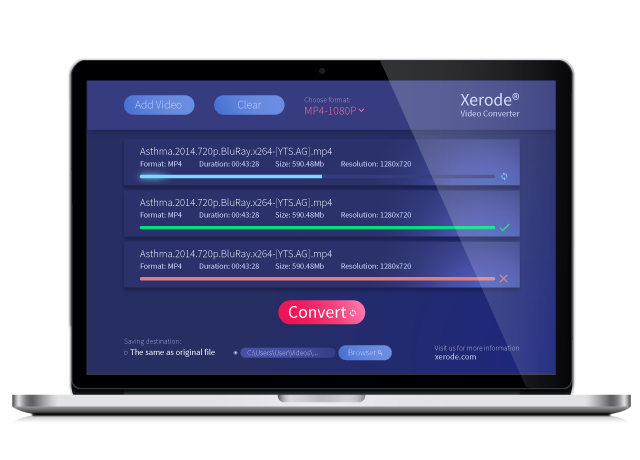 Add Video
Clear
Choose format:
MP4-1080P
Xerode®
Video Converter
Asthma.2014.720p.BluRay.x264-[YTS.AG].mp4
Format: MP4 Duration: 00:43:28 Size: 590.48Mb Resolution: 1280x720
Asthma.2014.720p.BluRay.x264-[YTS.AG].mp4
Format: MP4 Duration: 00:43:28 Size: 590.48Mb Resolution: 1280x720
Asthma.2014.720p.BluRay.x264-[YTS.AG].mp4
Format: MP4 Duration: 00:43:28 Size: 590.48Mb Resolution: 1280x720
Convert
Saving destination:
The same as original file
C:\Users\User\Videos\...
Browser
Visit us for more information
xerode.com